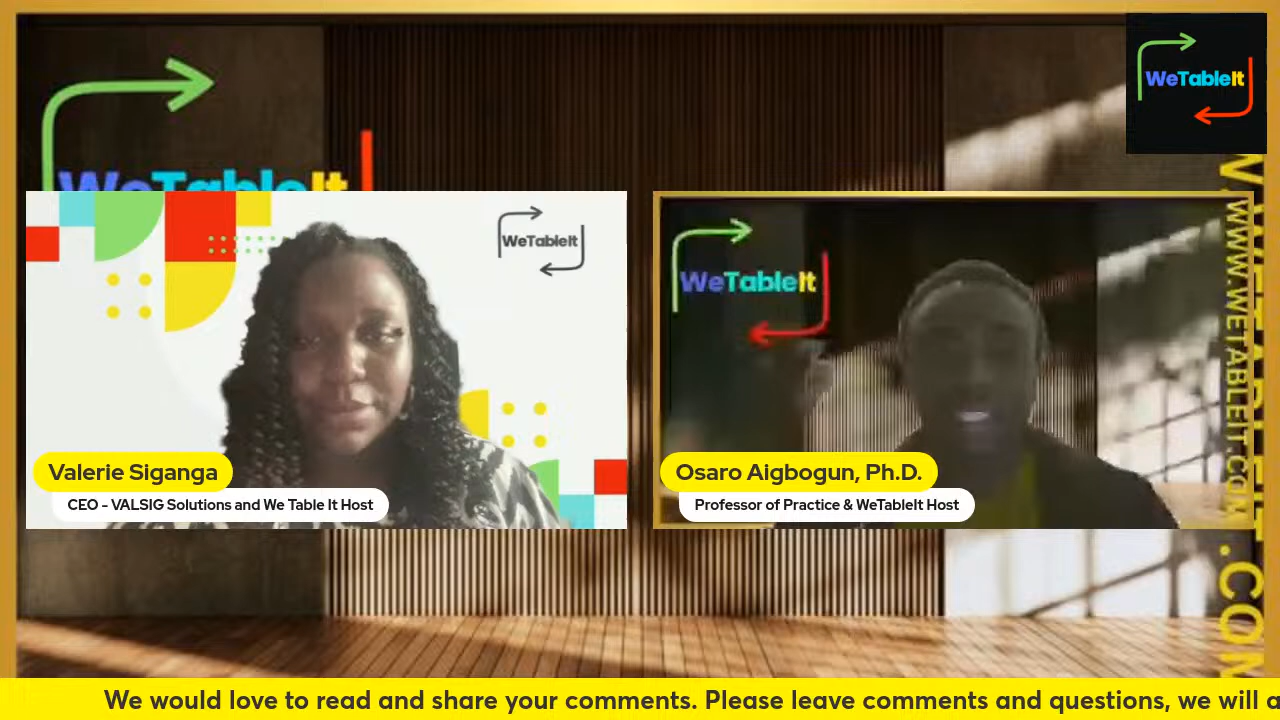 WeTableIt
WeTableIt
WeTableIt
WeTableIt
WWW.WETABLEIT.COM
Valerie Siganga
CEO - VALSIG Solutions and We Table It Host
Osaro Aigbogun, Ph.D.
Professor of Practice & WeTableIt Host
.COM
We would love to read and share your comments. Please leave comments and questions, we will